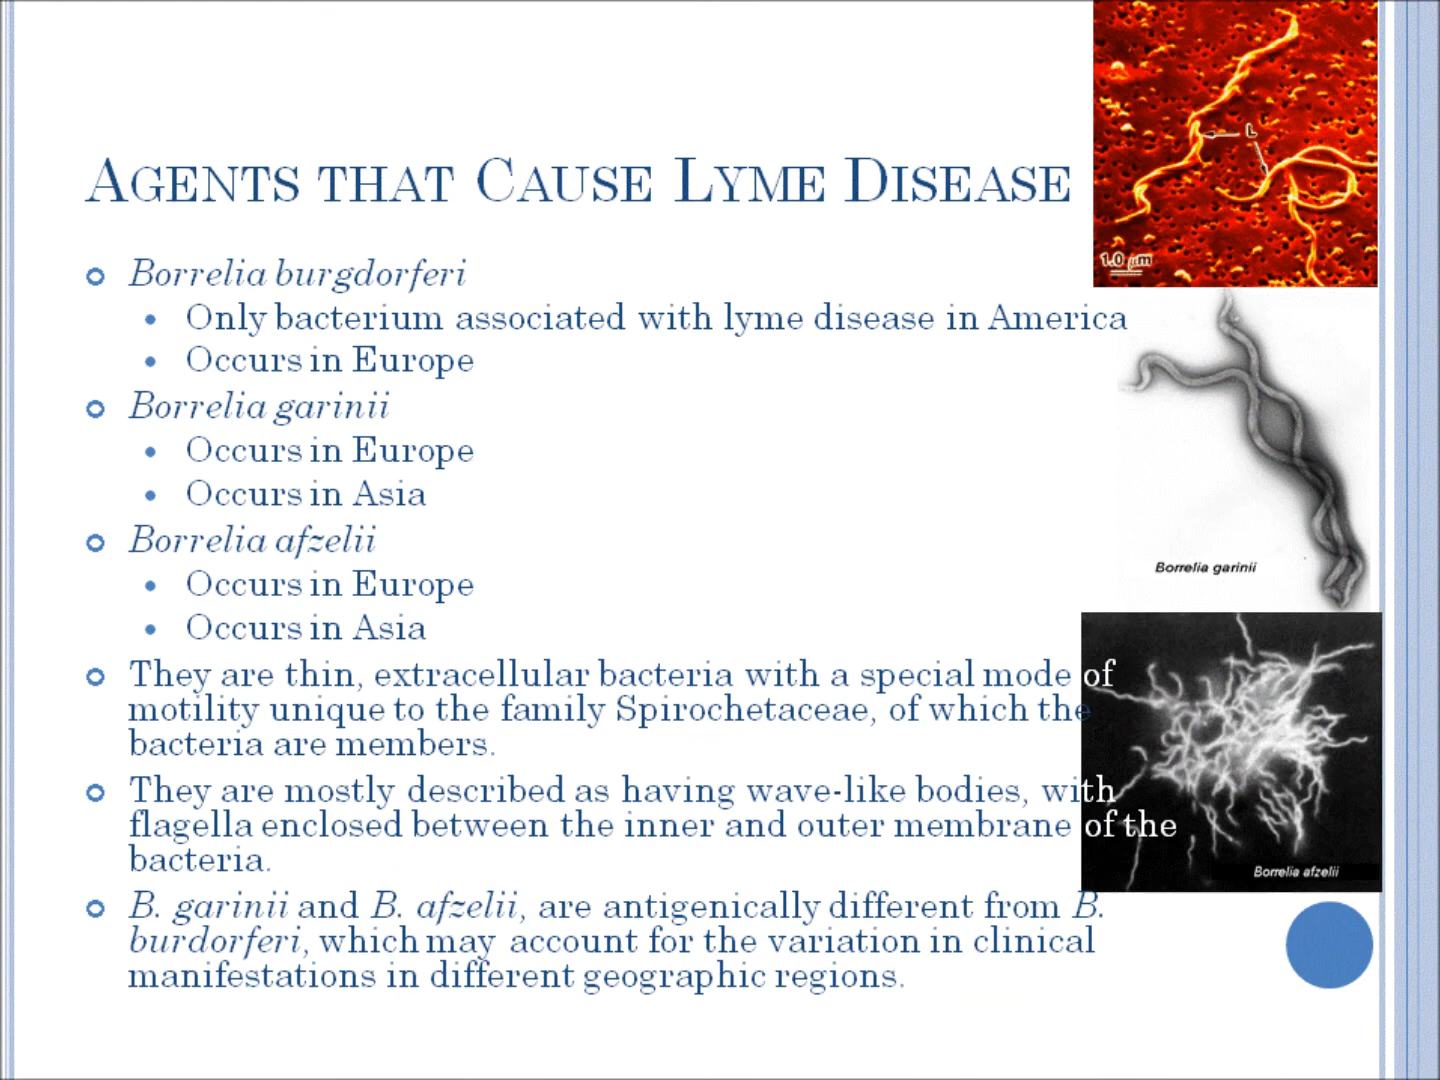 AGENTS THAT CAUSE LYME DISEASE
Borrelia burgdorferi
Only bacterium associated with lyme disease in America
Occurs in Europe
Borrelia garinii
Occurs in Europe
Occurs in Asia
Borrelia afzelii
Occurs in Europe
Occurs in Asia
They are thin, extracellular bacteria with a special mode of
motility unique to the family Spirochetaceae, of which the
bacteria are members.
They are mostly described as having wave-like bodies, with
flagella enclosed between the inner and outer membrane of the
bacteria.
B. garinii and B. afzelii, are antigenically different from B.
burdorferi, which may account for the variation in clinical
manifestations in different geographic regions.
L
1.0 µm
Borrelia garinii
Borrelia afzelii